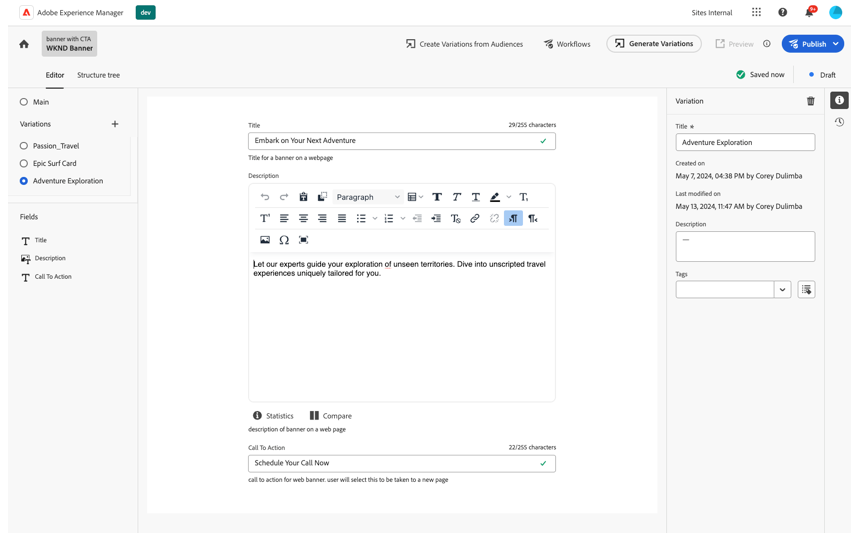 Adobe Experience Manager
dev
Sites Internal
9+
banner with CTA
WKND Banner
Create Variations from Audiences
Workflows
Generate Variations
Preview
Publish
Editor
Structure tree
Saved now
Draft
Main
Variations
Passion_Travel
Epic Surf Card
Adventure Exploration
Fields
Title
Description
Call To Action
Title
29/255 characters
Embark on Your Next Adventure
Title for a banner on a webpage
Description
Paragraph
Let our experts guide your exploration of unseen territories. Dive into unscripted travel
experiences uniquely tailored for you.
Statistics
Compare
description of banner on a web page
Call To Action
22/255 characters
Schedule Your Call Now
call to action for web banner. user will select this to be taken to a new page
Variation
Title *
Adventure Exploration
Created on
May 7, 2024, 04:38 PM by Corey Dulimba
Last modified on
May 13, 2024, 11:47 AM by Corey Dulimba
Description
—
Tags